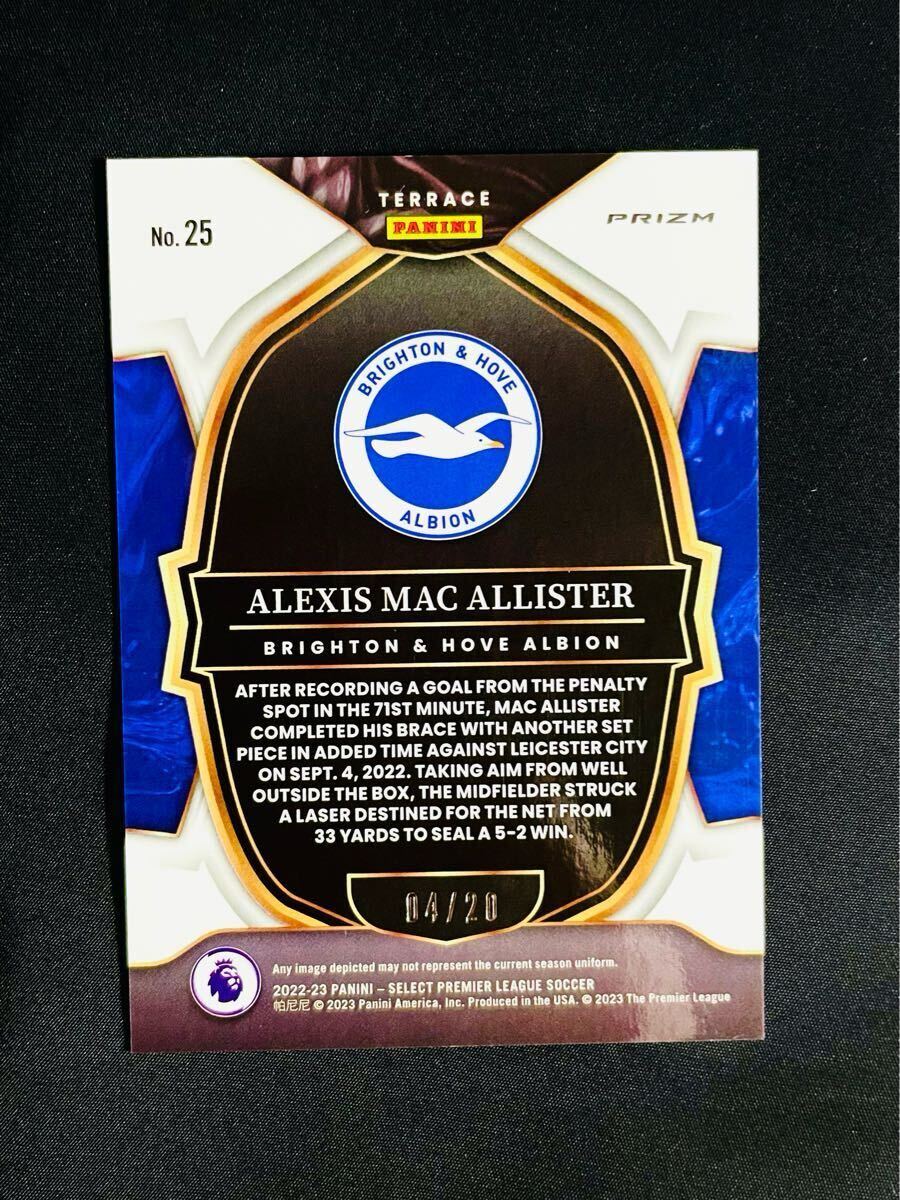 TERRACE
PANINI
No. 25
PRIZM
BRIGHTON & HOVE
ALBION
ALEXIS MAC ALLISTER
BRIGHTON & HOVE ALBION
AFTER RECORDING A GOAL FROM THE PENALTY
SPOT IN THE 71ST MINUTE, MAC ALLISTER
COMPLETED HIS BRACE WITH ANOTHER SET
PIECE IN ADDED TIME AGAINST LEICESTER CITY
ON SEPT. 4, 2022. TAKING AIM FROM WELL
OUTSIDE THE BOX, THE MIDFIELDER STRUCK
A LASER DESTINED FOR THE NET FROM
33 YARDS TO SEAL A 5-2 WIN.
04/20
Any image depicted may not represent the current season uniform.
2022-23 PANINI – SELECT PREMIER LEAGUE SOCCER
帕尼尼 © 2023 Panini America, Inc. Produced in the USA. © 2023 The Premier League